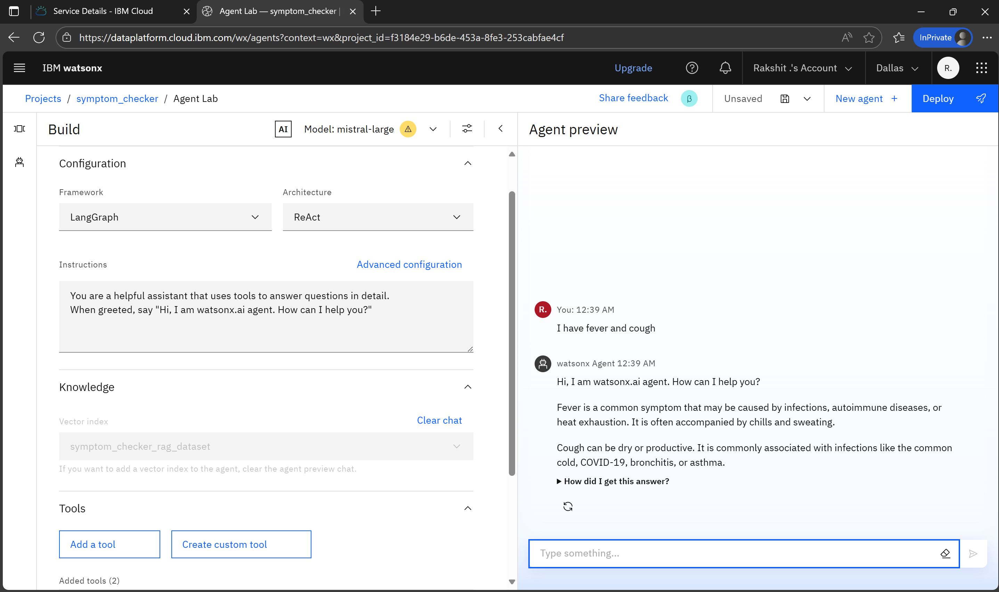 Service Details - IBM Cloud
Agent Lab — symptom_checker |
https://dataplatform.cloud.ibm.com/wx/agents?context=wx&project_id=f3184e29-b6de-453a-8fe3-253cabfae4cf
InPrivate
IBM watsonx
Upgrade
Rakshit .'s Account
Dallas
R.
Projects / symptom_checker / Agent Lab
Share feedback
β
Unsaved
New agent +
Deploy
Build
AI
Model: mistral-large
Agent preview
Configuration
Framework
Architecture
LangGraph
ReAct
Instructions
Advanced configuration
You are a helpful assistant that uses tools to answer questions in detail.
When greeted, say "Hi, I am watsonx.ai agent. How can I help you?"
Knowledge
Vector index
Clear chat
symptom_checker_rag_dataset
If you want to add a vector index to the agent, clear the agent preview chat.
Tools
Add a tool
Create custom tool
Added tools (2)
R.
You: 12:39 AM
I have fever and cough
watsonx Agent 12:39 AM
Hi, I am watsonx.ai agent. How can I help you?
Fever is a common symptom that may be caused by infections, autoimmune diseases, or
heat exhaustion. It is often accompanied by chills and sweating.
Cough can be dry or productive. It is commonly associated with infections like the common
cold, COVID-19, bronchitis, or asthma.
How did I get this answer?
Type something...